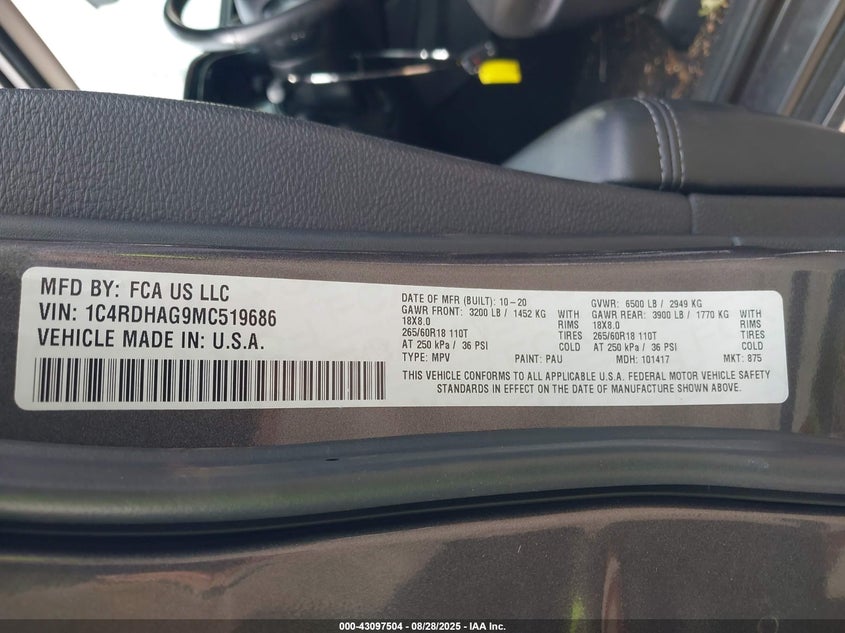 MFD BY: FCA US LLC
VIN: 1C4RDHAG9MC519686
VEHICLE MADE IN: U.S.A.
DATE OF MFR (BUILT): 10-20 GVWR: 6500 LB / 2949 KG
GAWR FRONT: 3200 LB / 1452 KG WITH GAWR REAR: 3900 LB / 1770 KG WITH
18X8.0 RIMS 18X8.0 RIMS
265/60R18 110T TIRES 265/60R18 110T TIRES
AT 250 kPa / 36 PSI COLD AT 250 kPa / 36 PSI COLD
TYPE: MPV PAINT: PAU MDH: 101417 MKT: 875
THIS VEHICLE CONFORMS TO ALL APPLICABLE U.S.A. FEDERAL MOTOR VEHICLE SAFETY
STANDARDS IN EFFECT ON THE DATE OF MANUFACTURE SHOWN ABOVE.
000-43097504 - 08/28/2025 - IAA Inc.